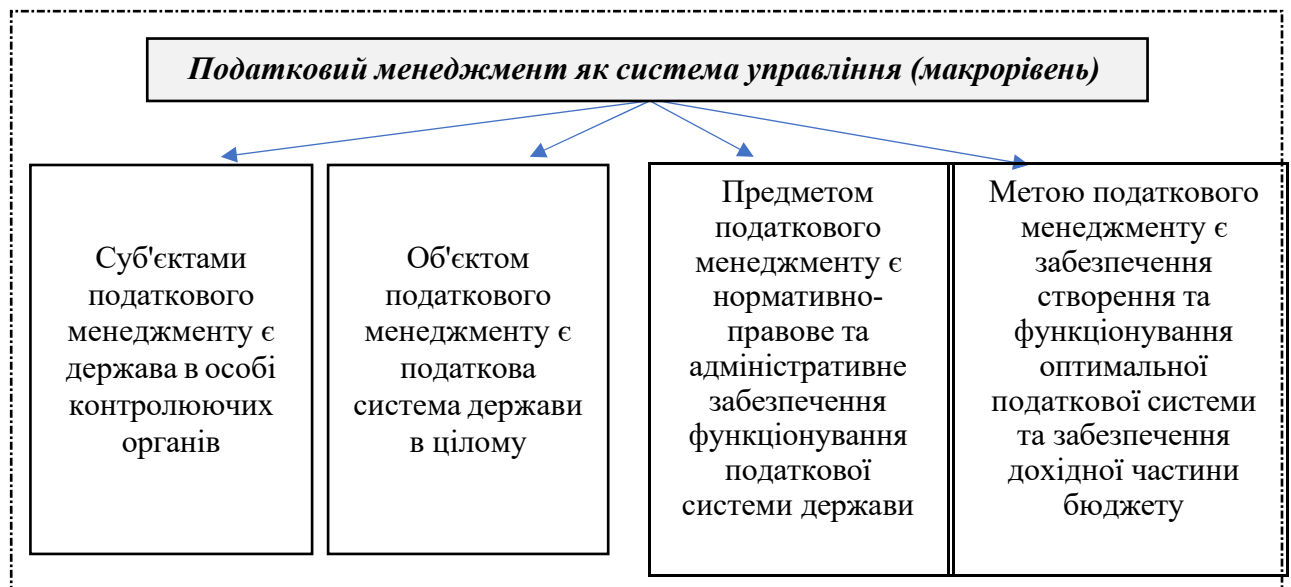 Податковий менеджмент як система управління (макрорівень)
Суб'єктами
податкового
менеджменту є
держава в особі
контролюючих
органів
Об'єктом
податкового
менеджменту є
податкова
система держави
в цілому
Предметом
податкового
менеджменту є
нормативно-
правове та
адміністративне
забезпечення
функціонування
податкової
системи держави
Метою податкового
менеджменту є
забезпечення
створення та
функціонування
оптимальної
податкової системи
та забезпечення
дохідної частини
бюджету